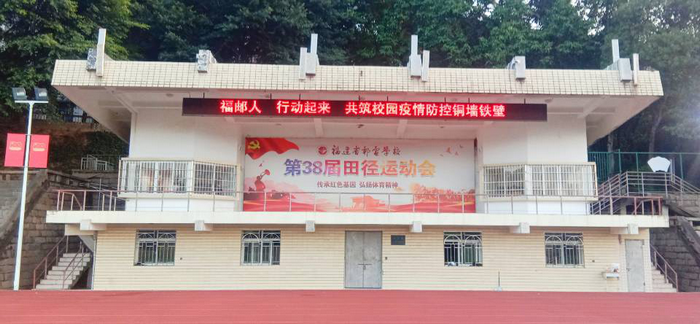 福邮人 行动起来 共筑校园疫情防控铜墙铁壁
福建省邮电学校
第38届田径运动会
传承红色基因 弘扬体育精神